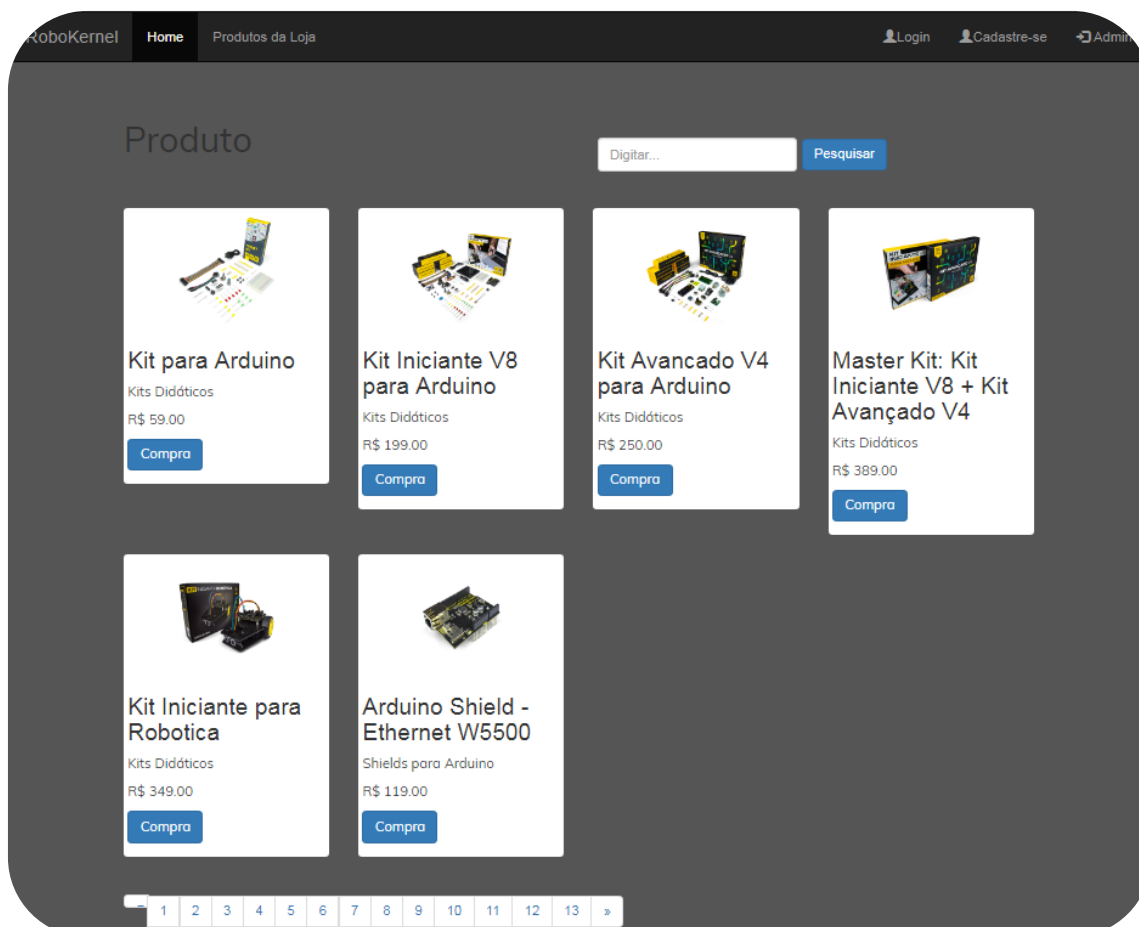 RoboKernel Home Produtos da Loja Login Cadastre-se Admin
Produto
Digitar... Pesquisar
Kit para Arduino
Kits Didáticos
R$ 59.00
Compra
Kit Iniciante V8
para Arduino
Kits Didáticos
R$ 199.00
Compra
Kit Avancado V4
para Arduino
Kits Didáticos
R$ 250.00
Compra
Master Kit: Kit
Iniciante V8 + Kit
Avançado V4
Kits Didáticos
R$ 389.00
Compra
Kit Iniciante para
Robotica
Kits Didáticos
R$ 349.00
Compra
Arduino Shield -
Ethernet W5500
Shields para Arduino
R$ 119.00
Compra
1 2 3 4 5 6 7 8 9 10 11 12 13 »